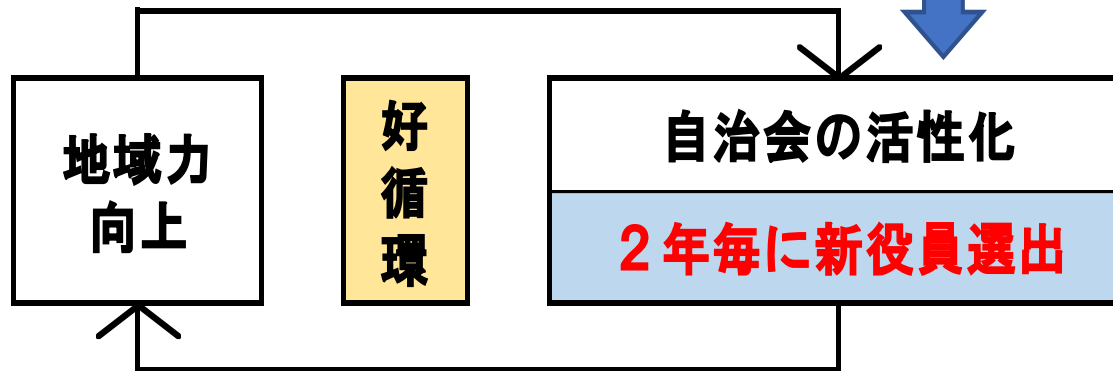 地域力
向上
好
循
環
自治会の活性化
２年毎に新役員選出